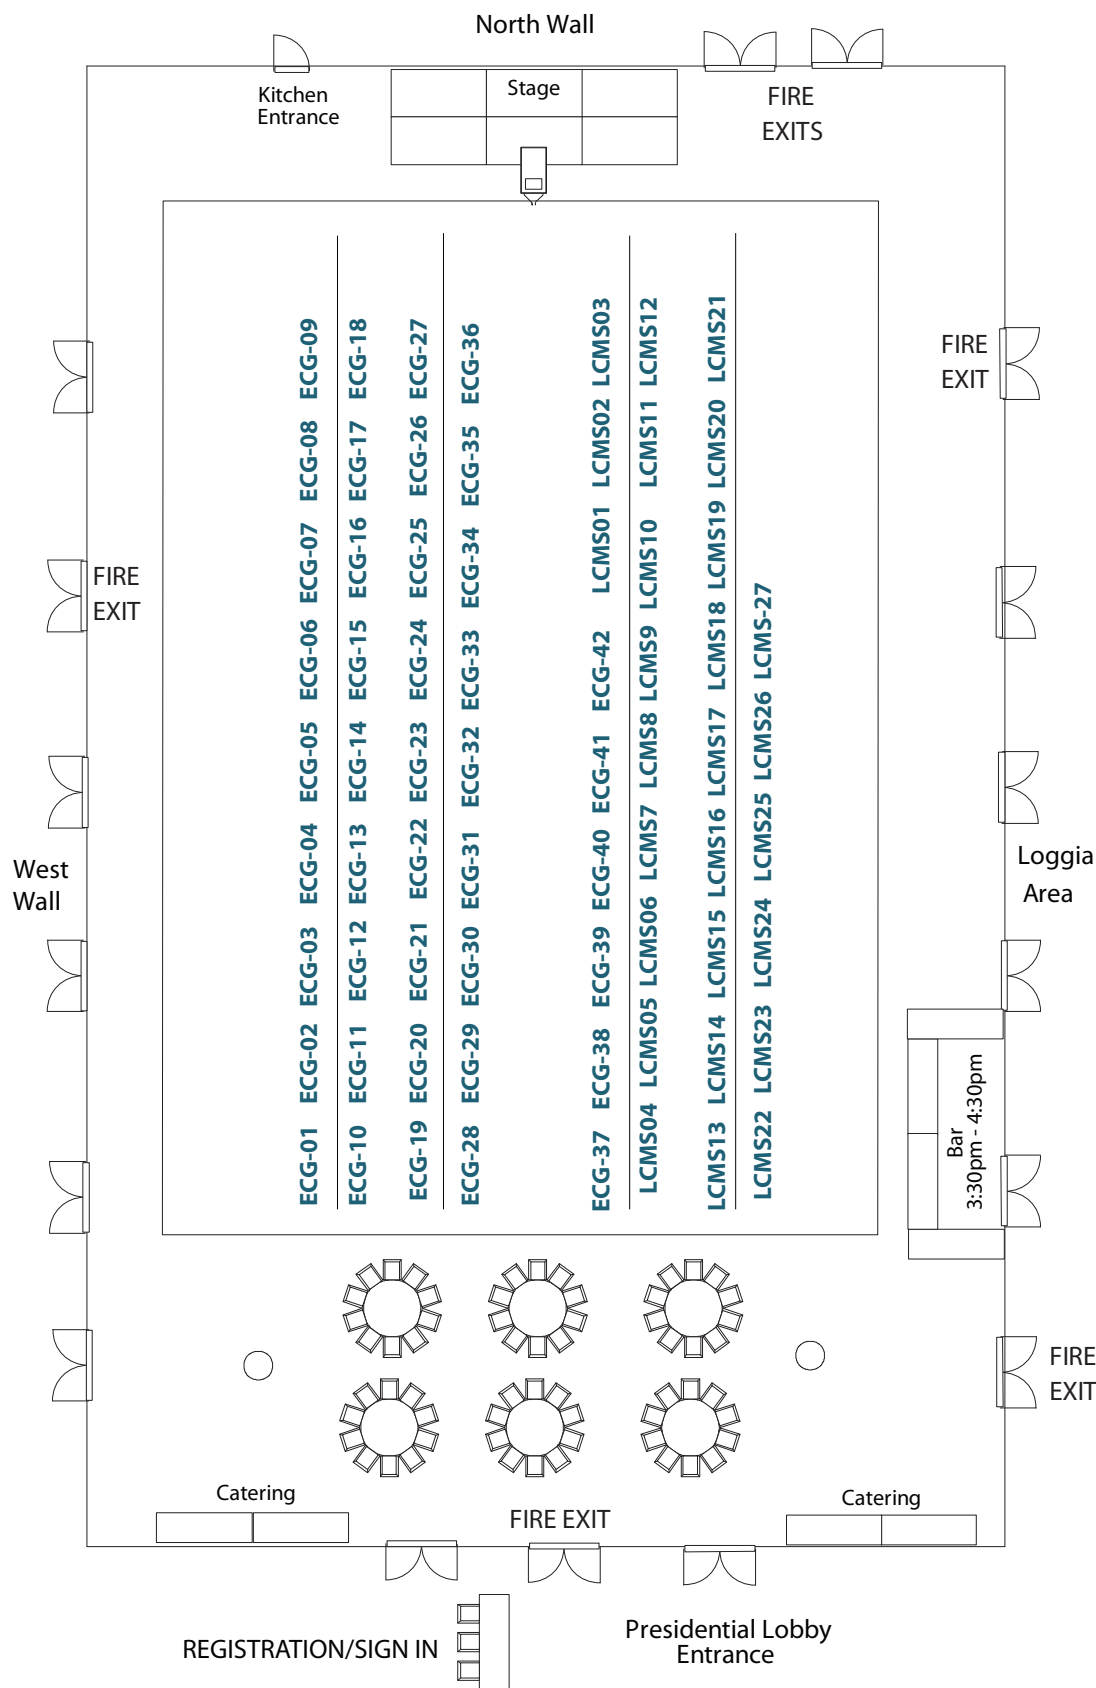 North Wall
Kitchen
Entrance
Stage
FIRE
EXITS
FIRE
EXIT
FIRE
EXIT
West
Wall
Loggia
Area
ECG-01 ECG-02 ECG-03 ECG-04 ECG-05 ECG-06 ECG-07 ECG-08 ECG-09
ECG-10 ECG-11 ECG-12 ECG-13 ECG-14 ECG-15 ECG-16 ECG-17 ECG-18
ECG-19 ECG-20 ECG-21 ECG-22 ECG-23 ECG-24 ECG-25 ECG-26 ECG-27
ECG-28 ECG-29 ECG-30 ECG-31 ECG-32 ECG-33 ECG-34 ECG-35 ECG-36
ECG-37 ECG-38 ECG-39 ECG-40 ECG-41 ECG-42 LCMS01 LCMS02 LCMS03
LCMS04 LCMS05 LCMS06 LCMS7 LCMS8 LCMS9 LCMS10 LCMS11 LCMS12
LCMS13 LCMS14 LCMS15 LCMS16 LCMS17 LCMS18 LCMS19 LCMS20 LCMS21
LCMS22 LCMS23 LCMS24 LCMS25 LCMS26 LCMS-27
Bar
3:30pm - 4:30pm
FIRE
EXIT
Catering
FIRE EXIT
Catering
REGISTRATION/SIGN IN
Presidential Lobby
Entrance